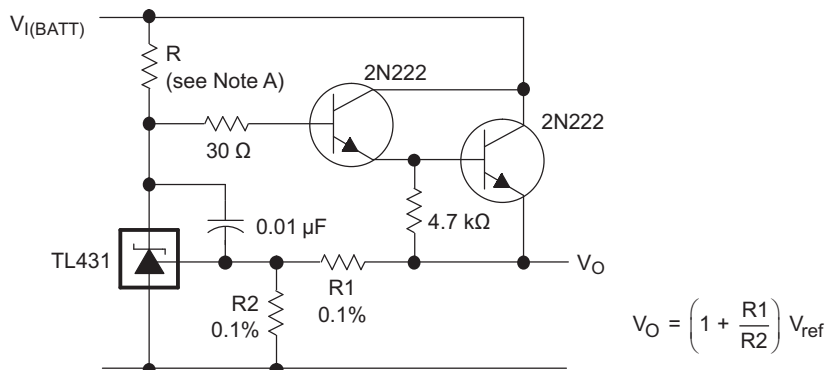 V_I(BATT)
R
(see Note A)
2N222
2N222
30 Ω
0.01 µF
4.7 kΩ
TL431
V_O
R1
0.1%
R2
0.1%
V_O = (1 + R1/R2) V_ref